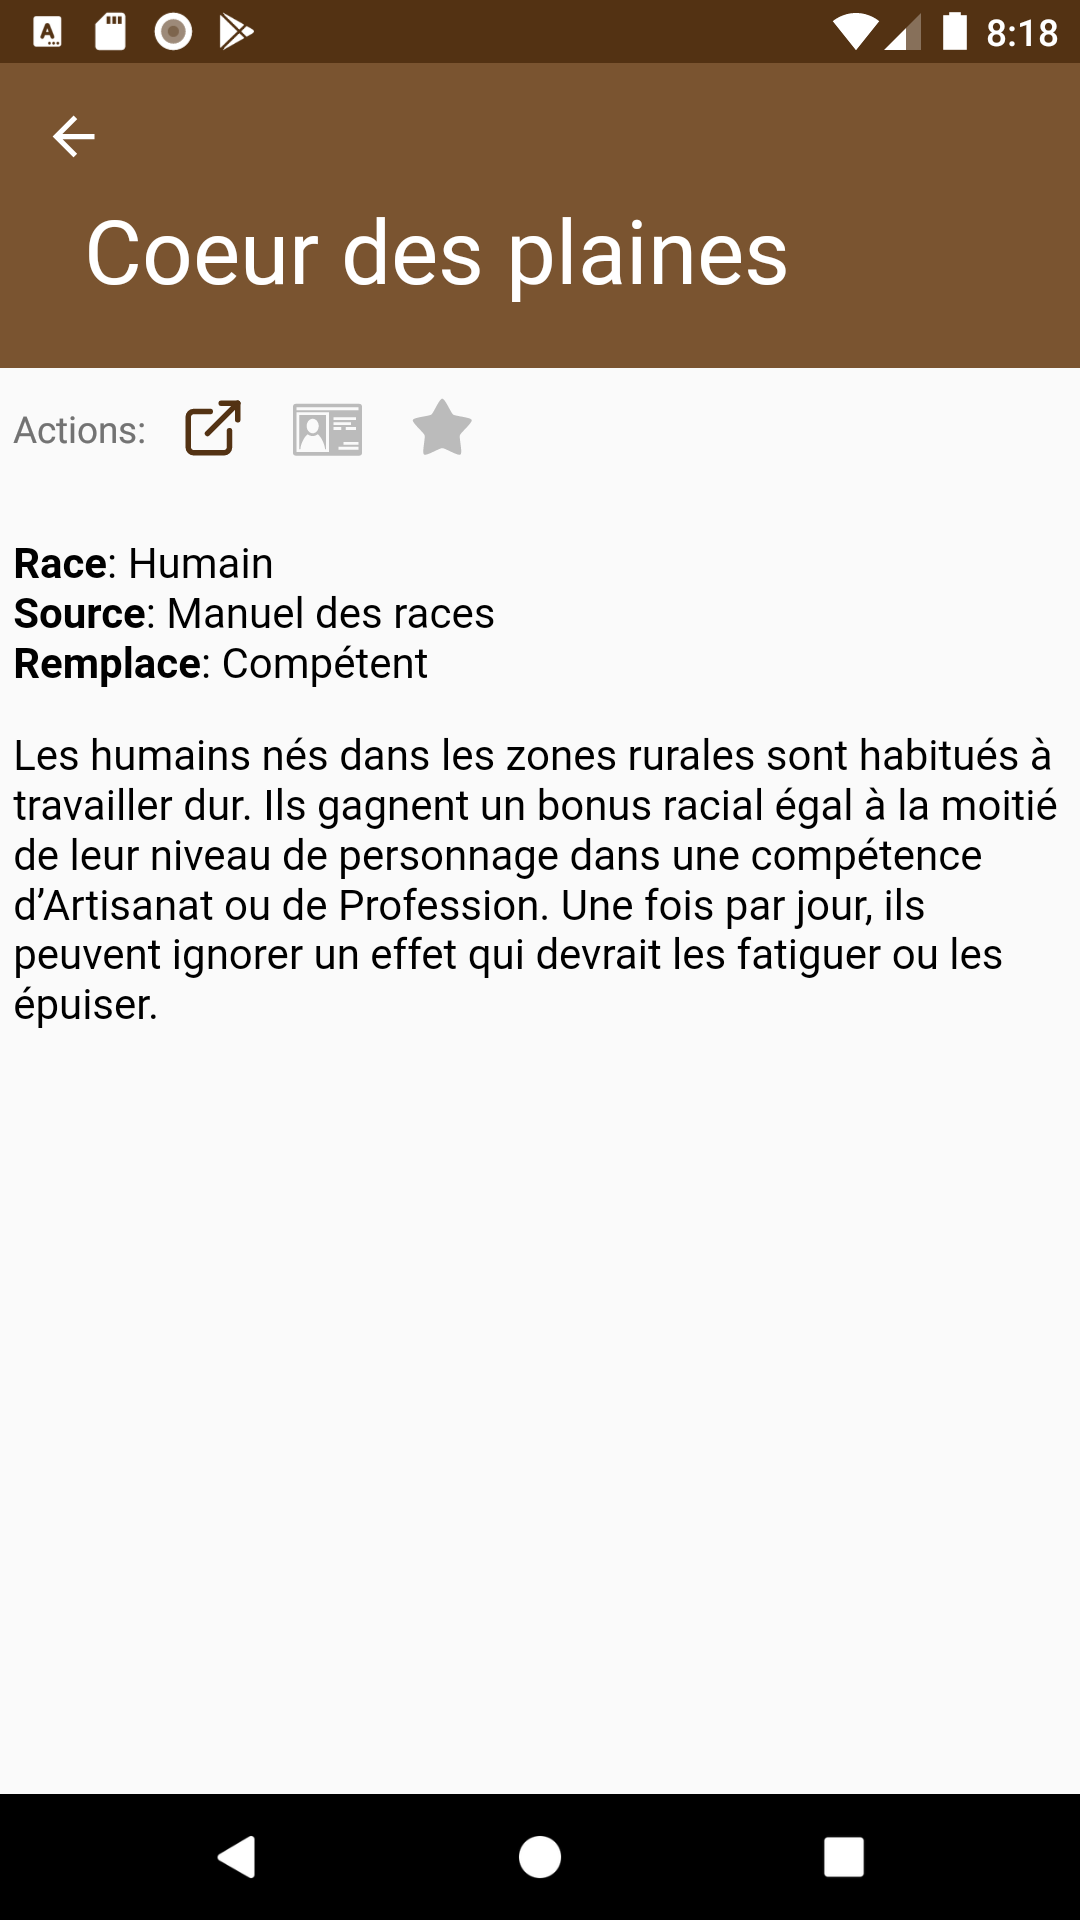 8:18
Coeur des plaines
Actions:
Race: Humain
Source: Manuel des races
Remplace: Compétent
Les humains nés dans les zones rurales sont habitués à
travailler dur. Ils gagnent un bonus racial égal à la moitié
de leur niveau de personnage dans une compétence
d’Artisanat ou de Profession. Une fois par jour, ils
peuvent ignorer un effet qui devrait les fatiguer ou les
épuiser.